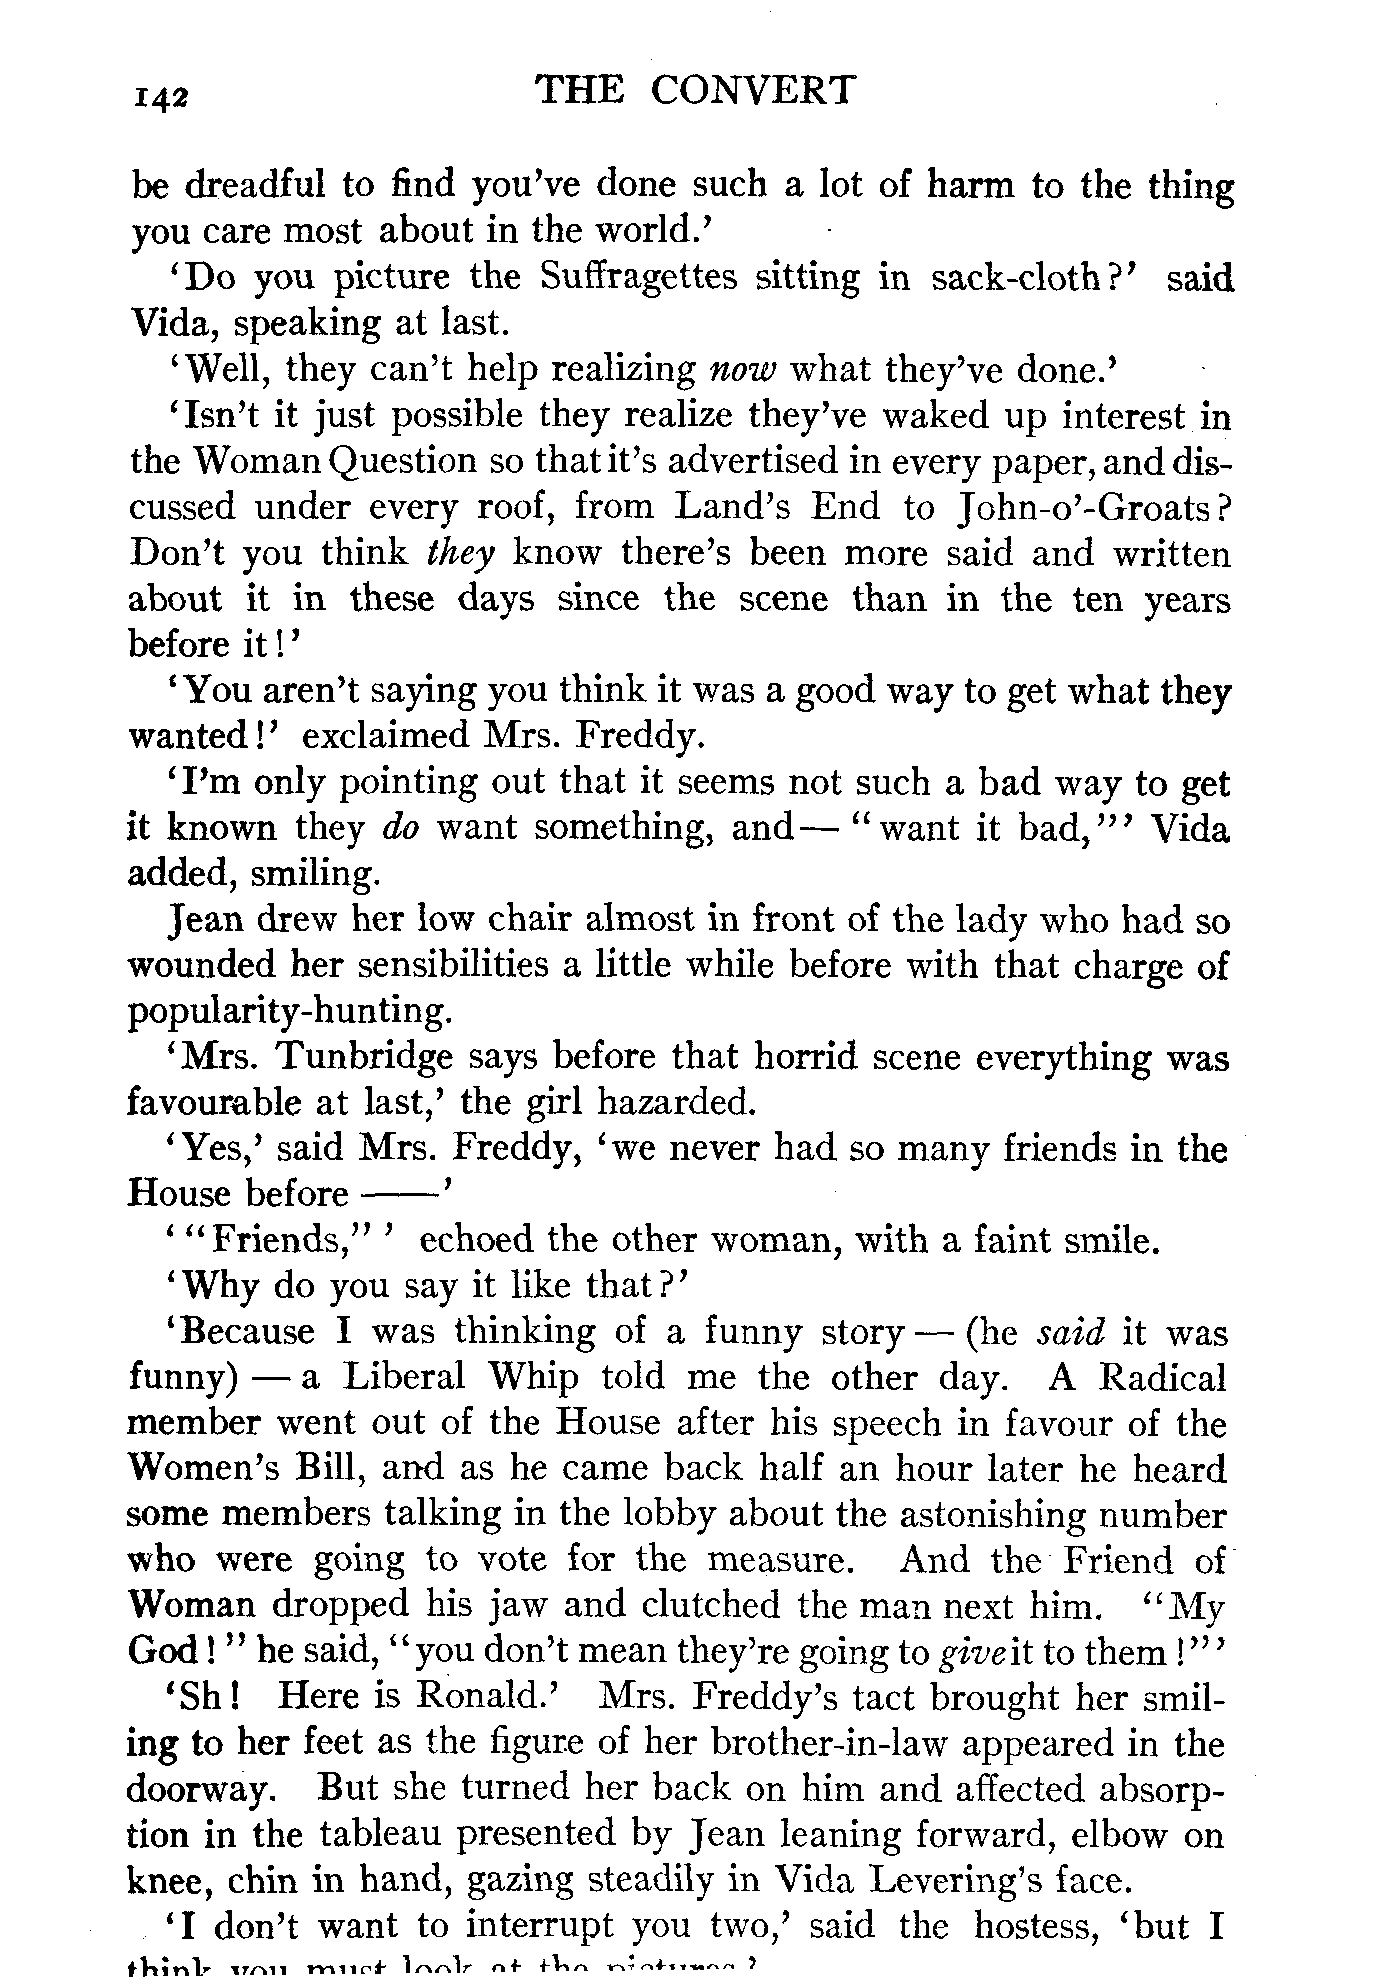 142 THE CONVERT
be dreadful to find you've done such a lot of harm to the thing
you care most about in the world.'
'Do you picture the Suffragettes sitting in sack-cloth?' said
Vida, speaking at last.
'Well, they can't help realizing now what they've done.'
'Isn't it just possible they realize they've waked up interest in
the Woman Question so that it's advertised in every paper, and dis-
cussed under every roof, from Land's End to John-o'-Groats?
Don't you think they know there's been more said and written
about it in these days since the scene than in the ten years
before it!'
'You aren't saying you think it was a good way to get what they
wanted!' exclaimed Mrs. Freddy.
'I'm only pointing out that it seems not such a bad way to get
it known they do want something, and— "want it bad,"' Vida
added, smiling.
Jean drew her low chair almost in front of the lady who had so
wounded her sensibilities a little while before with that charge of
popularity-hunting.
'Mrs. Tunbridge says before that horrid scene everything was
favourable at last,' the girl hazarded.
'Yes,' said Mrs. Freddy, 'we never had so many friends in the
House before ——'
' "Friends," ' echoed the other woman, with a faint smile.
'Why do you say it like that?'
'Because I was thinking of a funny story — (he said it was
funny) — a Liberal Whip told me the other day. A Radical
member went out of the House after his speech in favour of the
Women's Bill, and as he came back half an hour later he heard
some members talking in the lobby about the astonishing number
who were going to vote for the measure. And the Friend of
Woman dropped his jaw and clutched the man next him. "My
God!" he said, "you don't mean they're going to give it to them!"'
'Sh! Here is Ronald.' Mrs. Freddy's tact brought her smil-
ing to her feet as the figure of her brother-in-law appeared in the
doorway. But she turned her back on him and affected absorp-
tion in the tableau presented by Jean leaning forward, elbow on
knee, chin in hand, gazing steadily in Vida Levering's face.
'I don't want to interrupt you two,' said the hostess, 'but I
think you must look at the pictures.'